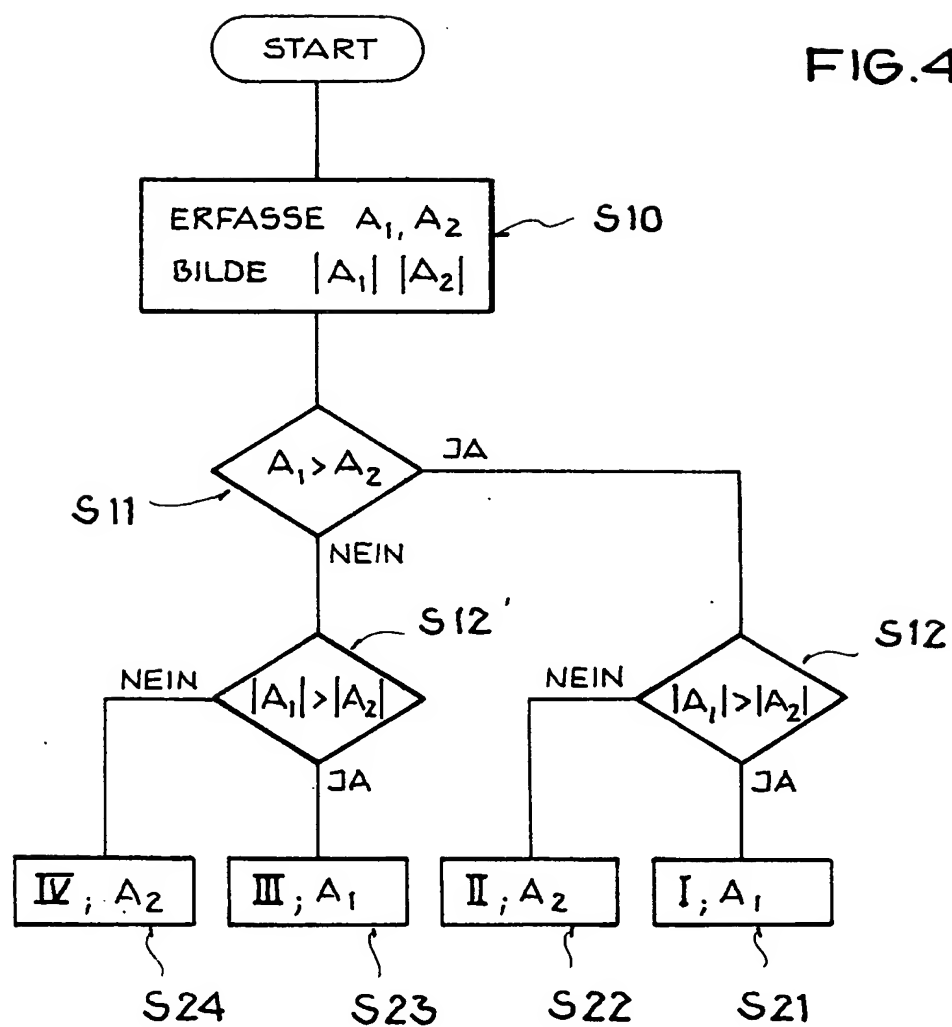 START
FIG.4
ERFASSE A₁, A₂
BILDE |A₁| |A₂|
S10
A₁ > A₂
JA
S11
NEIN
S12'
S12
NEIN
|A₁|>|A₂|
NEIN
|A₁|>|A₂|
JA
JA
IV; A₂
III; A₁
II; A₂
I; A₁
S24
S23
S22
S21